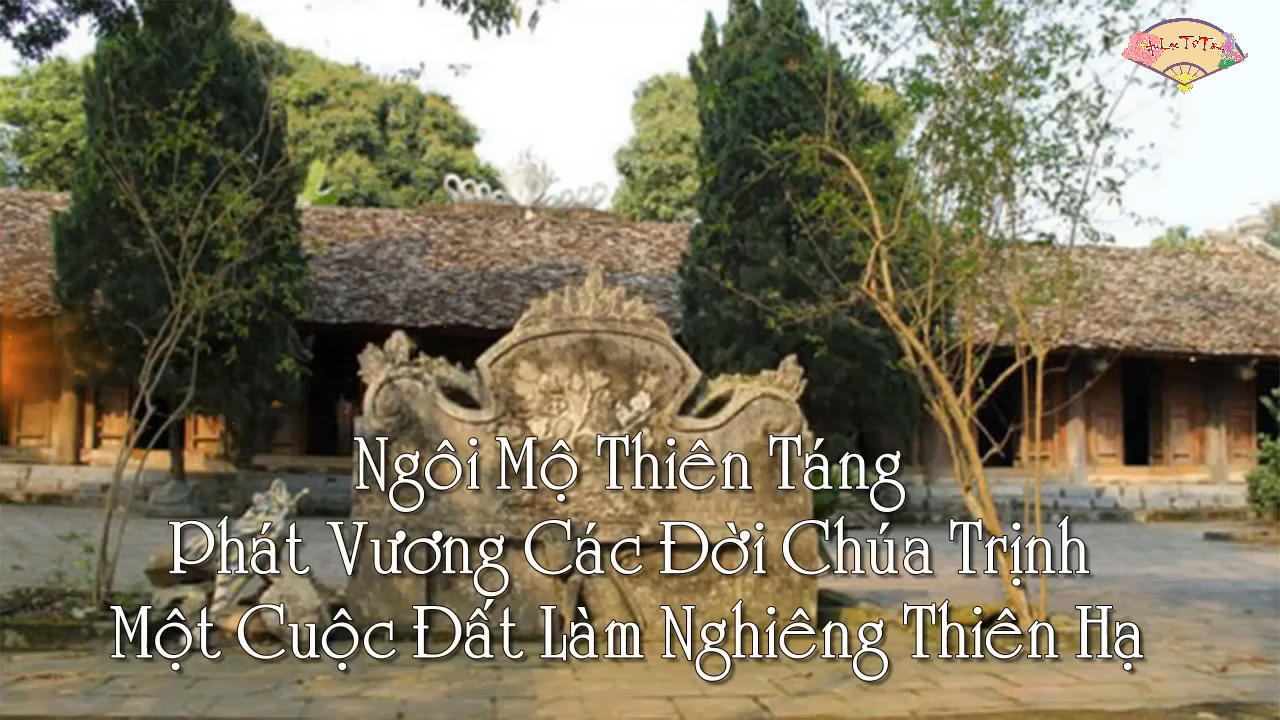 Ngôi Mộ Thiên Táng
Phát Vương Các Đời Chúa Trịnh
Một Cuộc Đất Làm Nghiêng Thiên Hạ